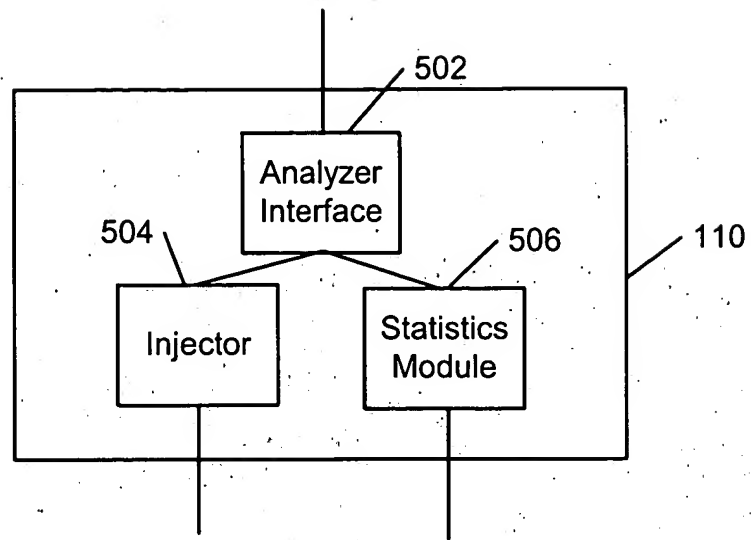 502
Analyzer
Interface
504
506
110
Injector
Statistics
Module